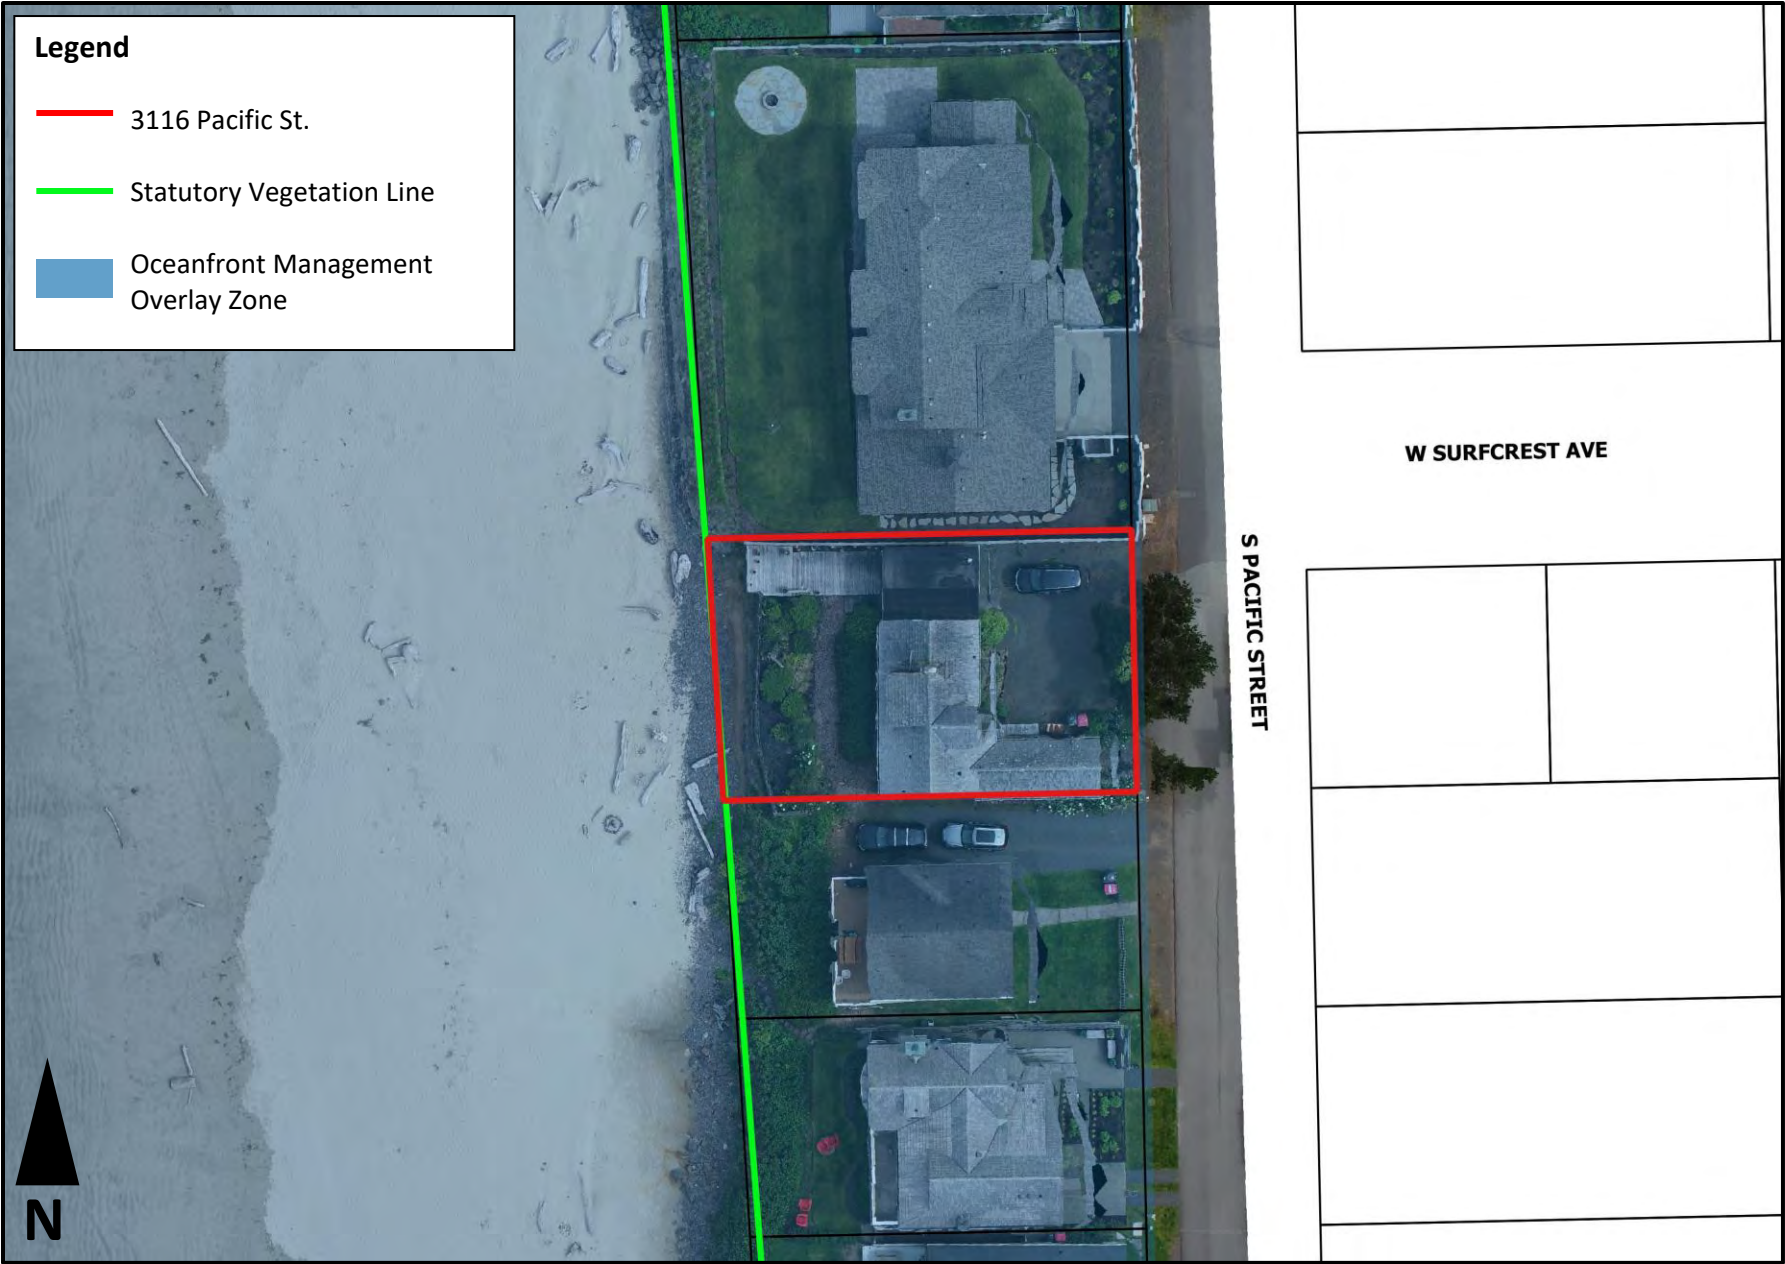 Legend
3116 Pacific St.
Statutory Vegetation Line
Oceanfront Management
Overlay Zone
W SURFCREST AVE
S PACIFIC STREET
N